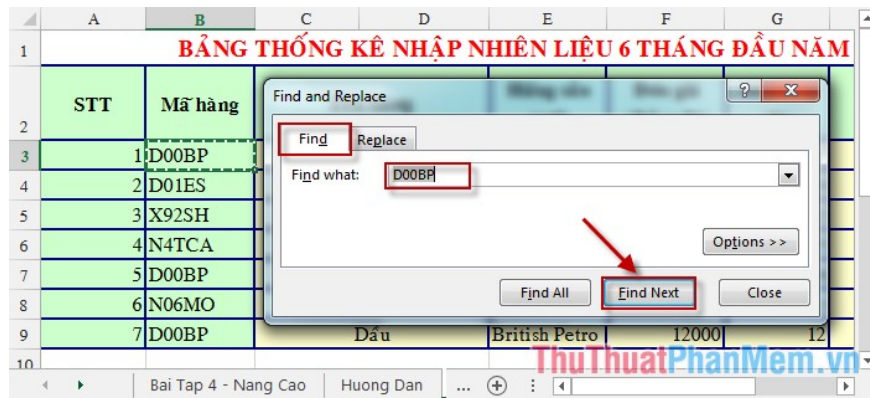 A B C D E F G
1 BẢNG THỐNG KÊ NHẬP NHIÊN LIỆU 6 THÁNG ĐẦU NĂM
2 STT Mã hàng
Find and Replace
Find Replace
Find what: D00BP
Options >>
Find All Find Next Close
3 1 D00BP
4 2 D01ES
5 3 X92SH
6 4 N4TCA
7 5 D00BP
8 6 N06MO
9 7 D00BP Dầu British Petro 12000 12
10
ThuThuatPhanMem.vn
Bai Tap 4 - Nang Cao Huong Dan ...